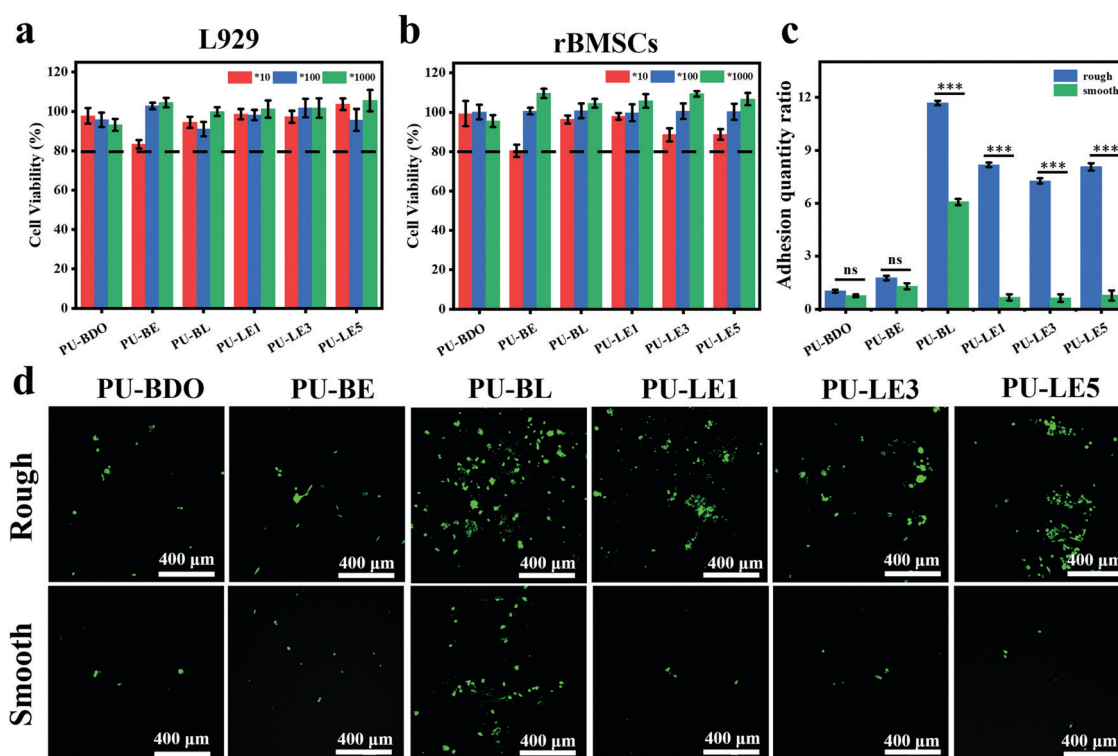 a
L929
*10
*100
*1000
Cell Viability (%)
120
100
80
60
40
20
0
PU-BDO
PU-BE
PU-BL
PU-LE1
PU-LE3
PU-LE5
b
rBMSCs
*10
*100
*1000
Cell Viability (%)
120
100
80
60
40
20
0
PU-BDO
PU-BE
PU-BL
PU-LE1
PU-LE3
PU-LE5
c
rough
smooth
Adhesion quantity ratio
12
9
6
3
0
ns
ns
***
***
***
***
PU-BDO
PU-BE
PU-BL
PU-LE1
PU-LE3
PU-LE5
d
PU-BDO PU-BE PU-BL PU-LE1 PU-LE3 PU-LE5
Rough
400 μm 400 μm 400 μm 400 μm 400 μm 400 μm
Smooth
400 μm 400 μm 400 μm 400 μm 400 μm 400 μm